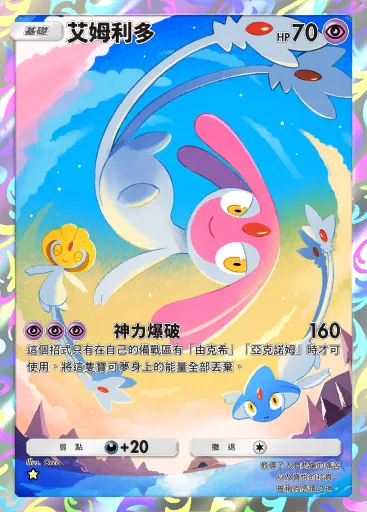 基礎 艾姆利多 HP 70
神力爆破 160
這個招式只有在自己的備戰區有「由克希」「亞克諾姆」時才可
使用。將這隻寶可夢身上的能量全部丟棄。
弱點 +20 撤退
Illus.